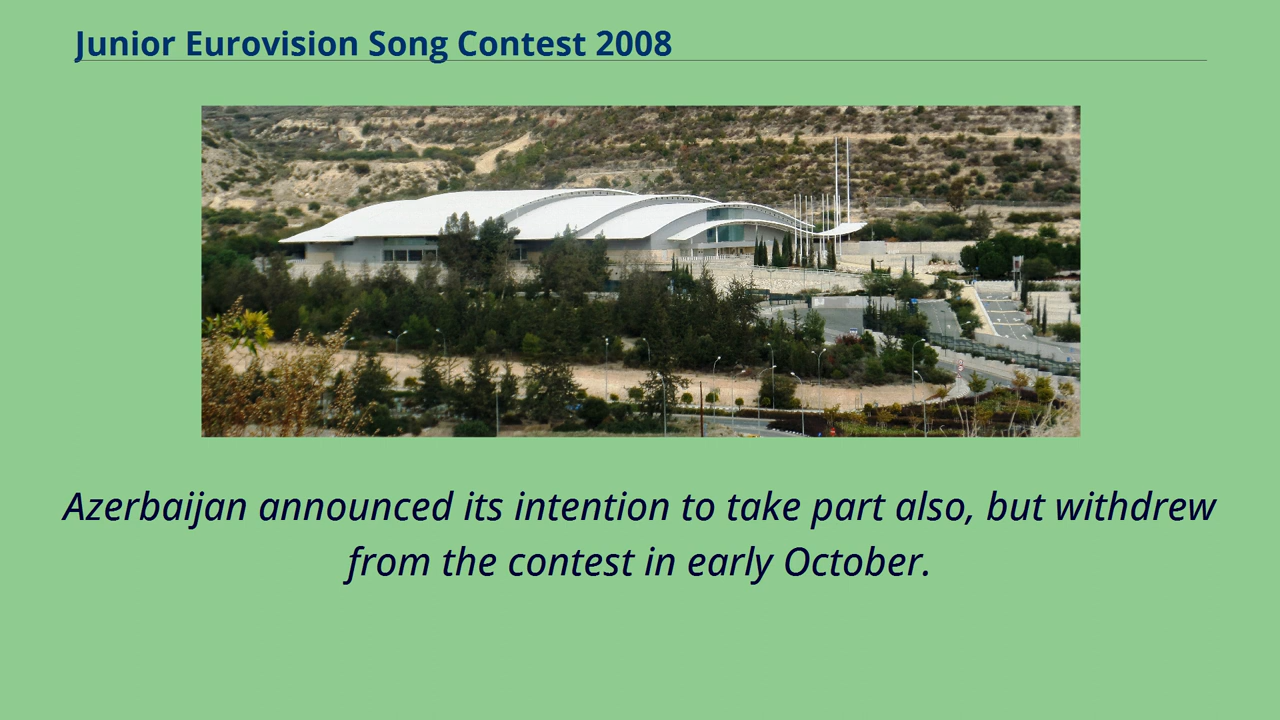 Junior Eurovision Song Contest 2008
Azerbaijan announced its intention to take part also, but withdrew
from the contest in early October.